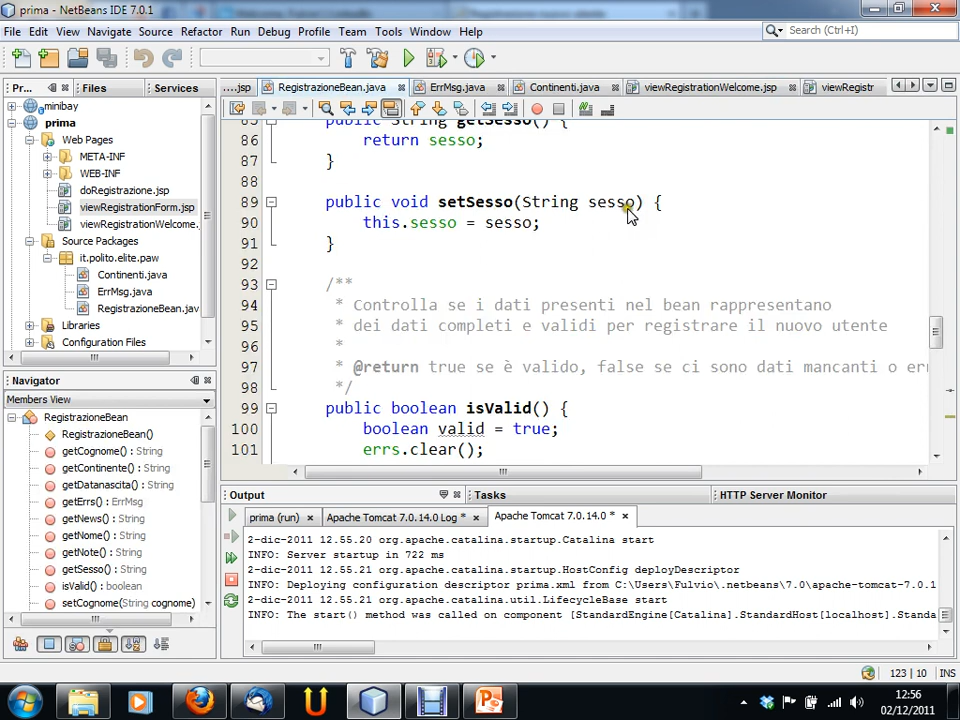 prima - NetBeans IDE 7.0.1
File Edit View Navigate Source Refactor Run Debug Profile Team Tools Window Help
Search (Ctrl+I)
Pr... Files Services
...jsp RegistrazioneBean.java ErrMsg.java Continenti.java viewRegistrationWelcome.jsp viewRegistr
minibay
prima
Web Pages
META-INF
WEB-INF
doRegistrazione.jsp
viewRegistrationForm.jsp
viewRegistrationWelcome.
Source Packages
it.polito.elite.paw
Continenti.java
ErrMsg.java
RegistrazioneBean.jav
Libraries
Configuration Files
85 public String getSesso() {
86 return sesso;
87 }
88
89 public void setSesso(String sesso) {
90 this.sesso = sesso;
91 }
92
93 /**
94 * Controlla se i dati presenti nel bean rappresentano
95 * dei dati completi e validi per registrare il nuovo utente
96 *
97 * @return true se è valido, false se ci sono dati mancanti o err
98 */
99 public boolean isValid() {
100 boolean valid = true;
101 errs.clear();
Navigator
Members View
RegistrazioneBean
RegistrazioneBean()
getCognome() : String
getContinente() : String
getDatanascita() : String
getErrs() : ErrMsg
getNews() : String
getNome() : String
getNote() : String
getSesso() : String
isValid() : boolean
setCognome(String cognome)
Output Tasks HTTP Server Monitor
prima (run) Apache Tomcat 7.0.14.0 Log * Apache Tomcat 7.0.14.0 *
2-dic-2011 12.55.20 org.apache.catalina.startup.Catalina start
INFO: Server startup in 722 ms
2-dic-2011 12.55.21 org.apache.catalina.startup.HostConfig deployDescriptor
INFO: Deploying configuration descriptor prima.xml from C:\Users\Fulvio\.netbeans\7.0\apache-tomcat-7.0.1
2-dic-2011 12.55.21 org.apache.catalina.util.LifecycleBase start
INFO: The start() method was called on component [StandardEngine[Catalina].StandardHost[localhost].Standa
123 | 10 INS
12:56
02/12/2011